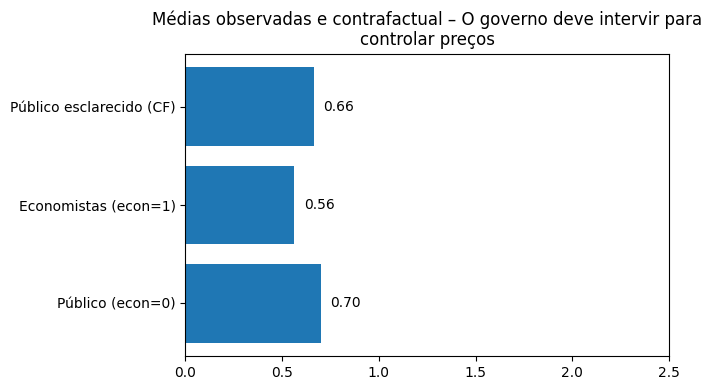 Médias observadas e contrafactual – O governo deve intervir para
controlar preços
Público esclarecido (CF)
0.66
Economistas (econ=1)
0.56
Público (econ=0)
0.70
0.0
0.5
1.0
1.5
2.0
2.5